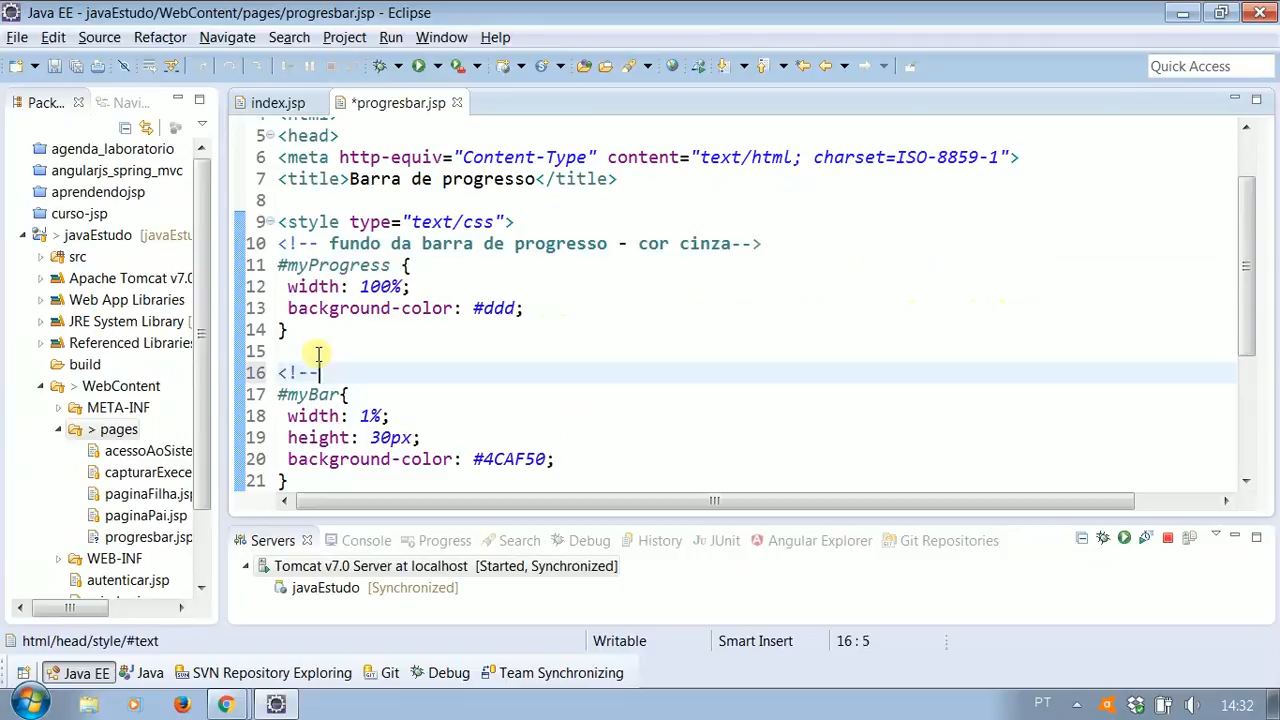 Java EE - javaEstudo/WebContent/pages/progresbar.jsp - Eclipse
File Edit Source Refactor Navigate Search Project Run Window Help
Quick Access
Pack... Navi...
index.jsp *progresbar.jsp
agenda_laboratorio
angularjs_spring_mvc
aprendendojsp
curso-jsp
> javaEstudo [javaEstu
src
Apache Tomcat v7.0
Web App Libraries
JRE System Library [
Referenced Libraries
build
> WebContent
META-INF
> pages
acessoAoSiste
capturarExece
paginaFilha.jsp
paginaPai.jsp
progresbar.jsp
WEB-INF
autenticar.jsp
5 <head>
6 <meta http-equiv="Content-Type" content="text/html; charset=ISO-8859-1">
7 <title>Barra de progresso</title>
8
9 <style type="text/css">
10 <!-- fundo da barra de progresso - cor cinza-->
11 #myProgress {
12 width: 100%;
13 background-color: #ddd;
14 }
15
16 <!--
17 #myBar{
18 width: 1%;
19 height: 30px;
20 background-color: #4CAF50;
21 }
Servers Console Progress Search Debug History JUnit Angular Explorer Git Repositories
Tomcat v7.0 Server at localhost [Started, Synchronized]
javaEstudo [Synchronized]
html/head/style/#text Writable Smart Insert 16 : 5
Java EE Java SVN Repository Exploring Git Debug Team Synchronizing
PT 14:32